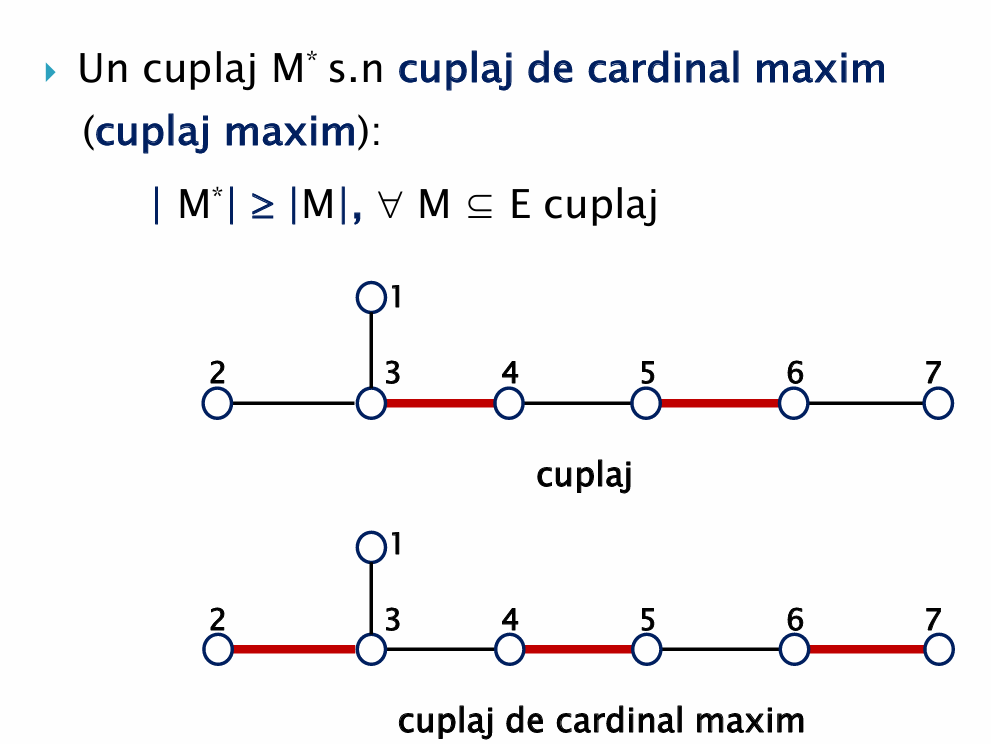 Un cuplaj M* s.n cuplaj de cardinal maxim
(cuplaj maxim):
| M*| ≥ |M|, ∀ M ⊆ E cuplaj
1
2 3 4 5 6 7
cuplaj
1
2 3 4 5 6 7
cuplaj de cardinal maxim